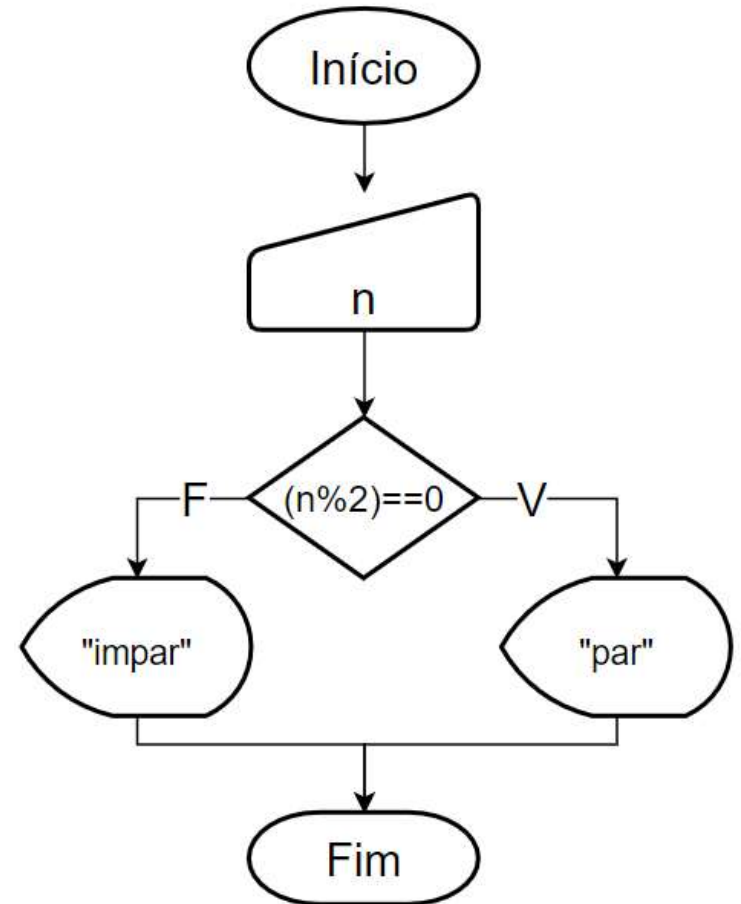 Início
n
F
(n%2)==0
V
"impar"
"par"
Fim